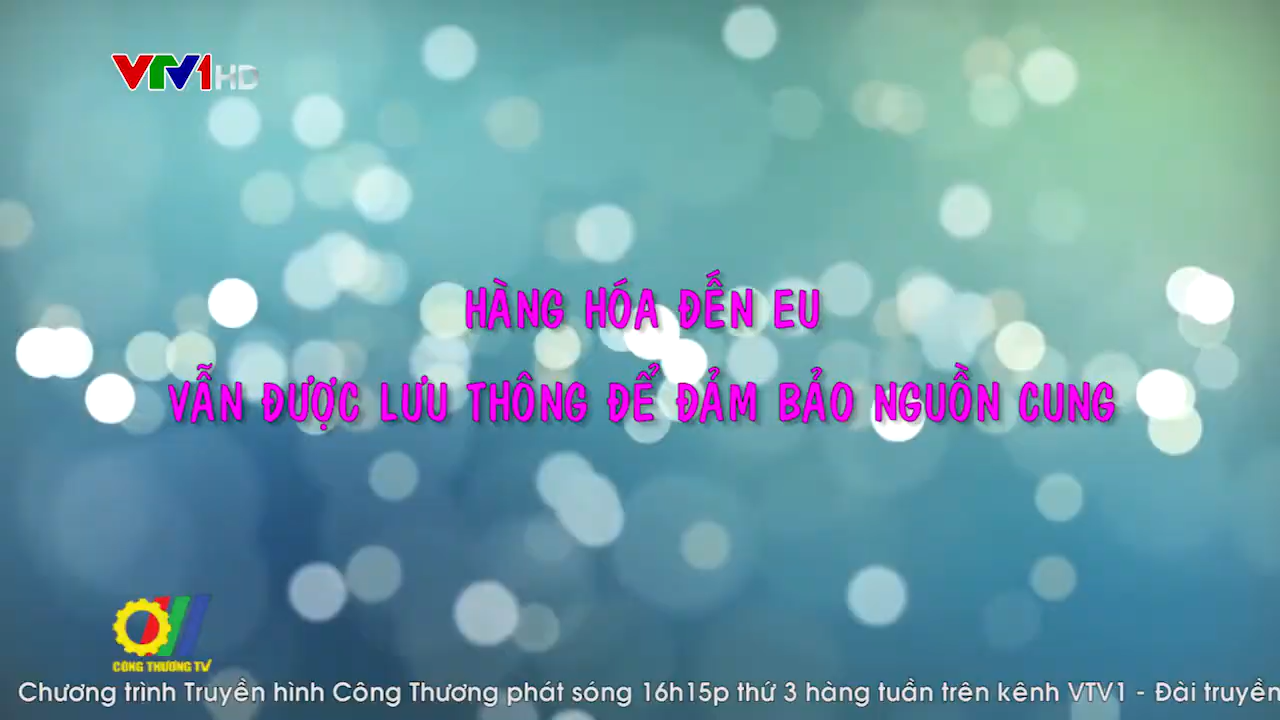 VTV1 HD
HÀNG HÓA ĐẾN EU
VẪN ĐƯỢC LƯU THÔNG ĐỂ ĐẢM BẢO NGUỒN CUNG
CÔNG THƯƠNG TV
Chương trình Truyền hình Công Thương phát sóng 16h15p thứ 3 hàng tuần trên kênh VTV1 - Đài truyền